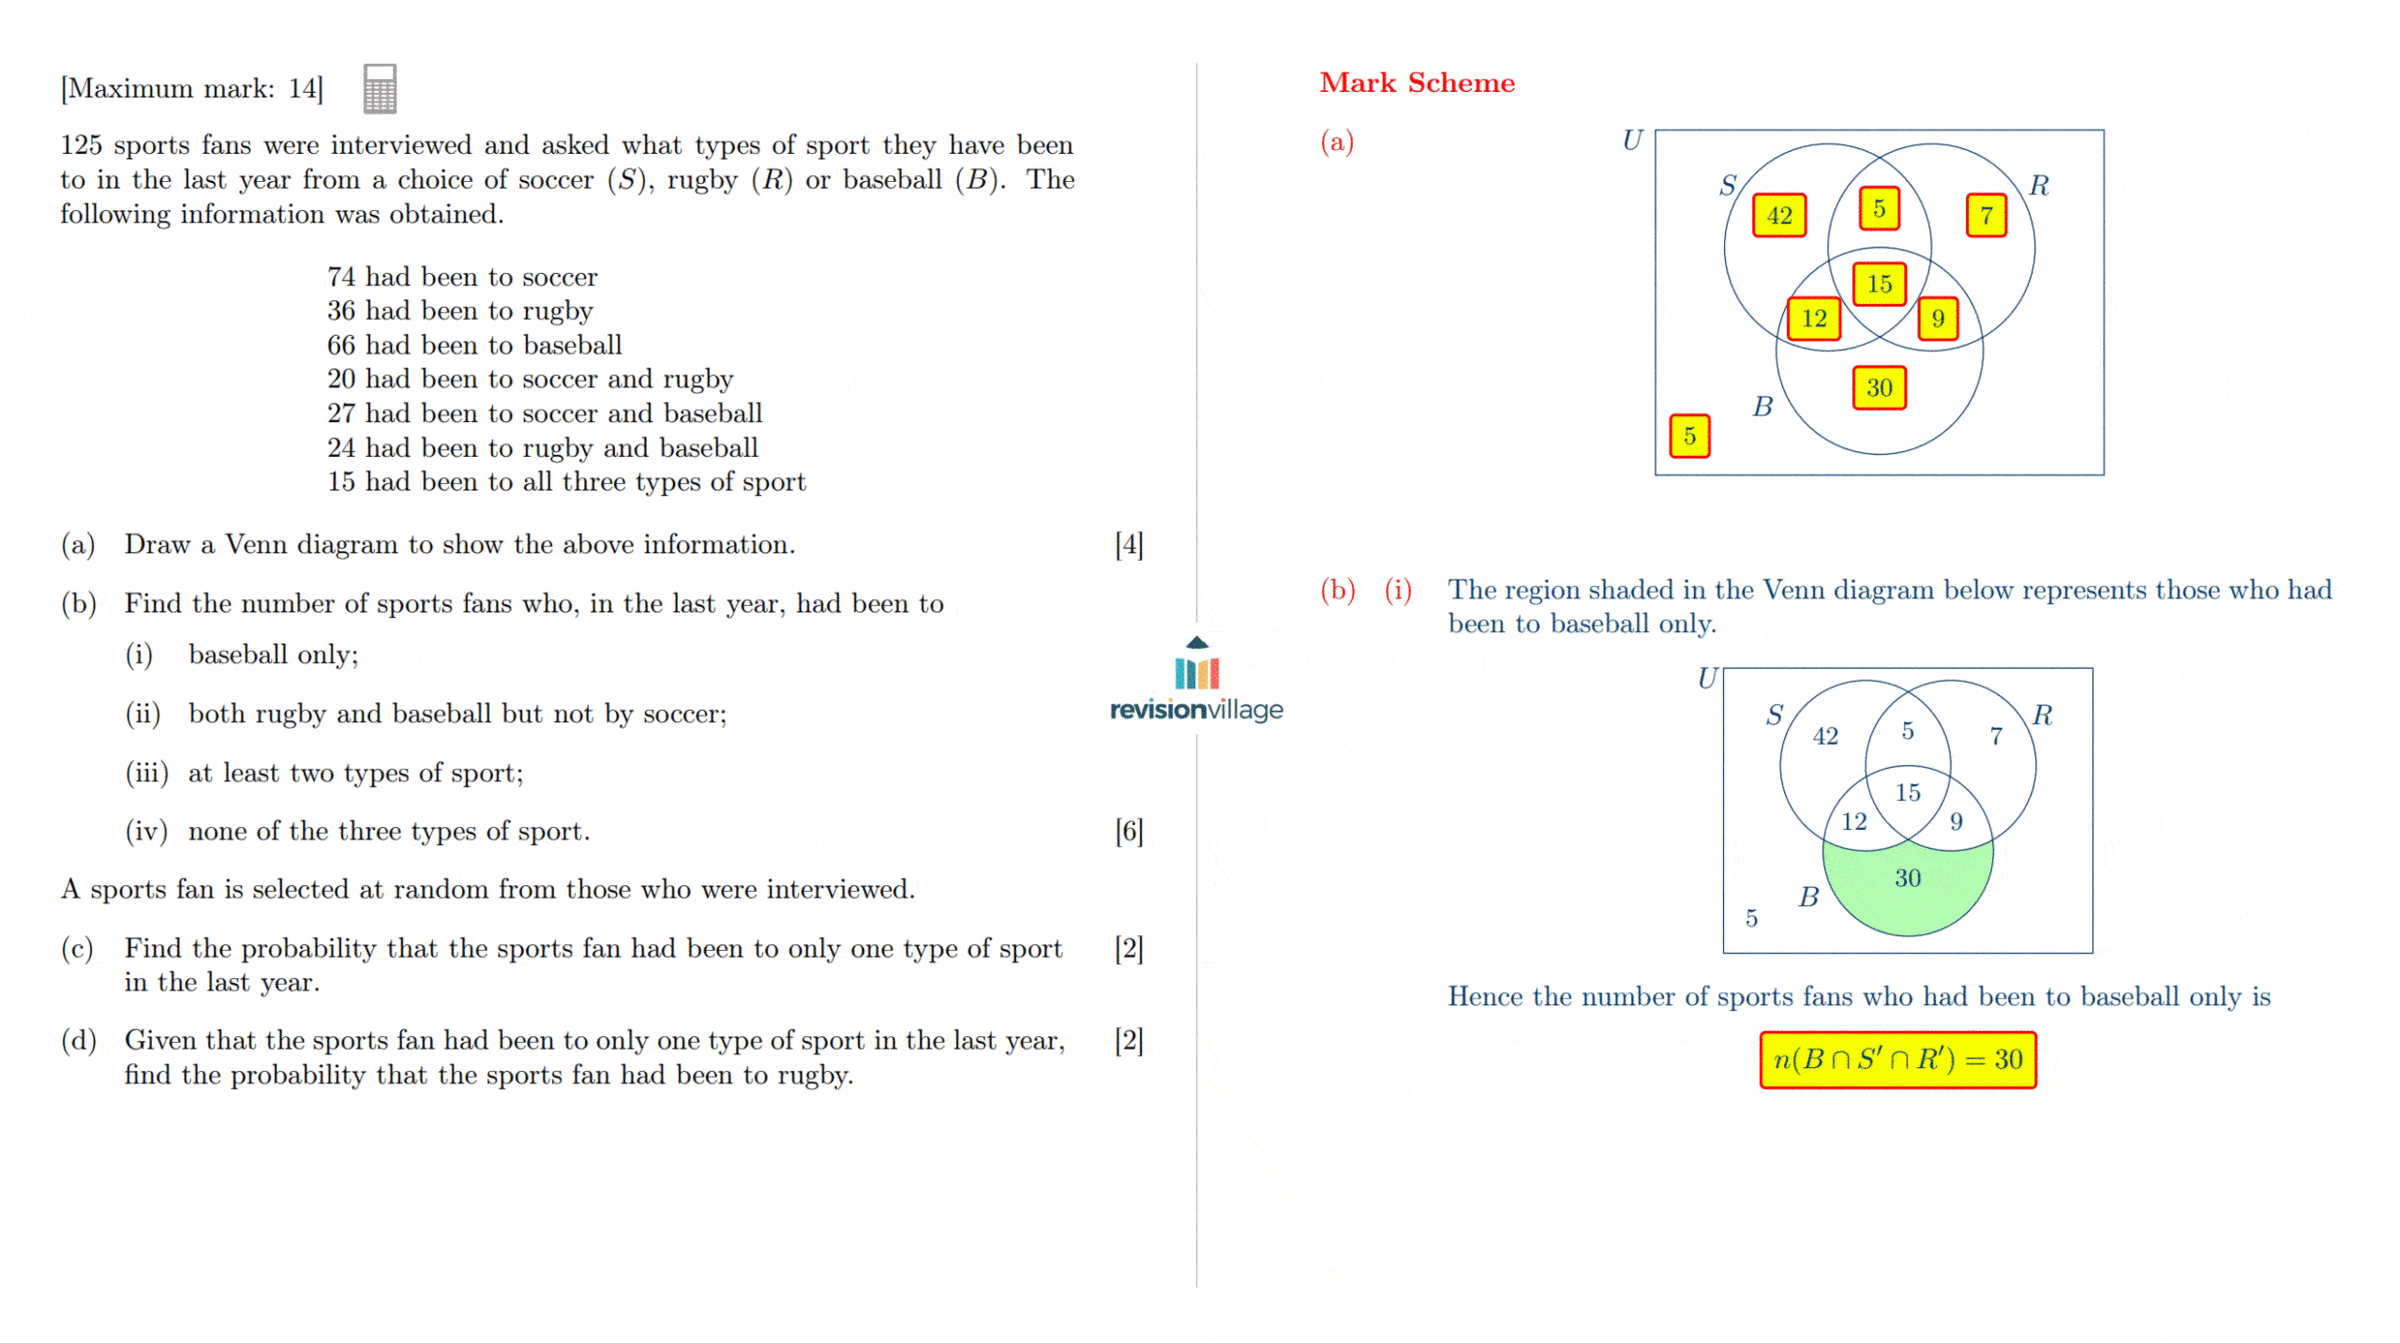 [Maximum mark: 14]
125 sports fans were interviewed and asked what types of sport they have been
to in the last year from a choice of soccer (S), rugby (R) or baseball (B). The
following information was obtained.
74 had been to soccer
36 had been to rugby
66 had been to baseball
20 had been to soccer and rugby
27 had been to soccer and baseball
24 had been to rugby and baseball
15 had been to all three types of sport
(a) Draw a Venn diagram to show the above information. [4]
(b) Find the number of sports fans who, in the last year, had been to
(i) baseball only;
(ii) both rugby and baseball but not by soccer;
(iii) at least two types of sport;
(iv) none of the three types of sport. [6]
A sports fan is selected at random from those who were interviewed.
(c) Find the probability that the sports fan had been to only one type of sport [2]
in the last year.
(d) Given that the sports fan had been to only one type of sport in the last year, [2]
find the probability that the sports fan had been to rugby.
revisionvillage
Mark Scheme
(a)
U
S R
42 5 7
15
12 9
30
B
5
(b) (i) The region shaded in the Venn diagram below represents those who had
been to baseball only.
U
S R
42 5 7
15
12 9
30
B
5
Hence the number of sports fans who had been to baseball only is
n(B ∩ S′ ∩ R′) = 30